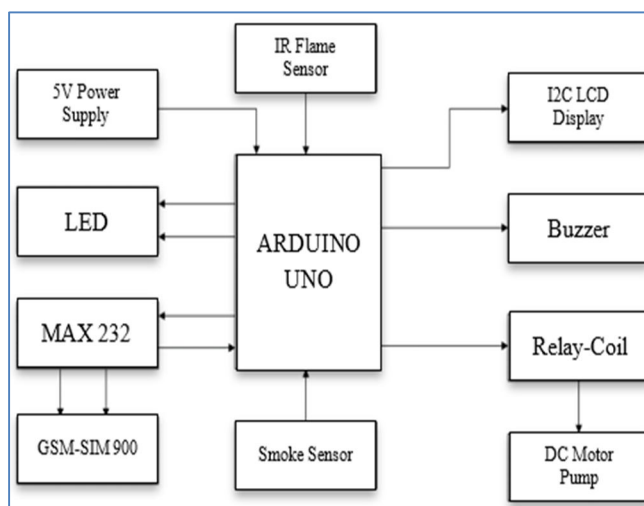 IR Flame
Sensor
5V Power
Supply
I2C LCD
Display
LED
ARDUINO
UNO
Buzzer
MAX 232
Relay-Coil
GSM-SIM 900
Smoke Sensor
DC Motor
Pump